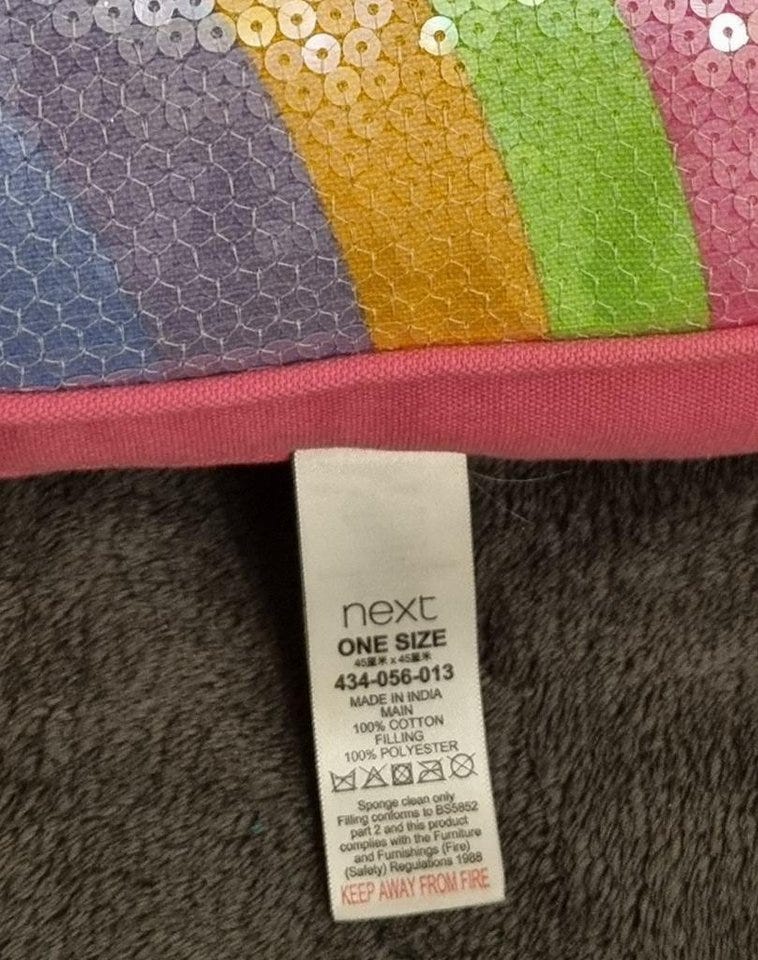 next
ONE SIZE
45厘米 x 45厘米
434-056-013
MADE IN INDIA
MAIN
100% COTTON
FILLING
100% POLYESTER
Sponge clean only
Filling conforms to BS5852
part 2 and this product
complies with the Furniture
and Furnishings (Fire)
(Safety) Regulations 1988
KEEP AWAY FROM FIRE